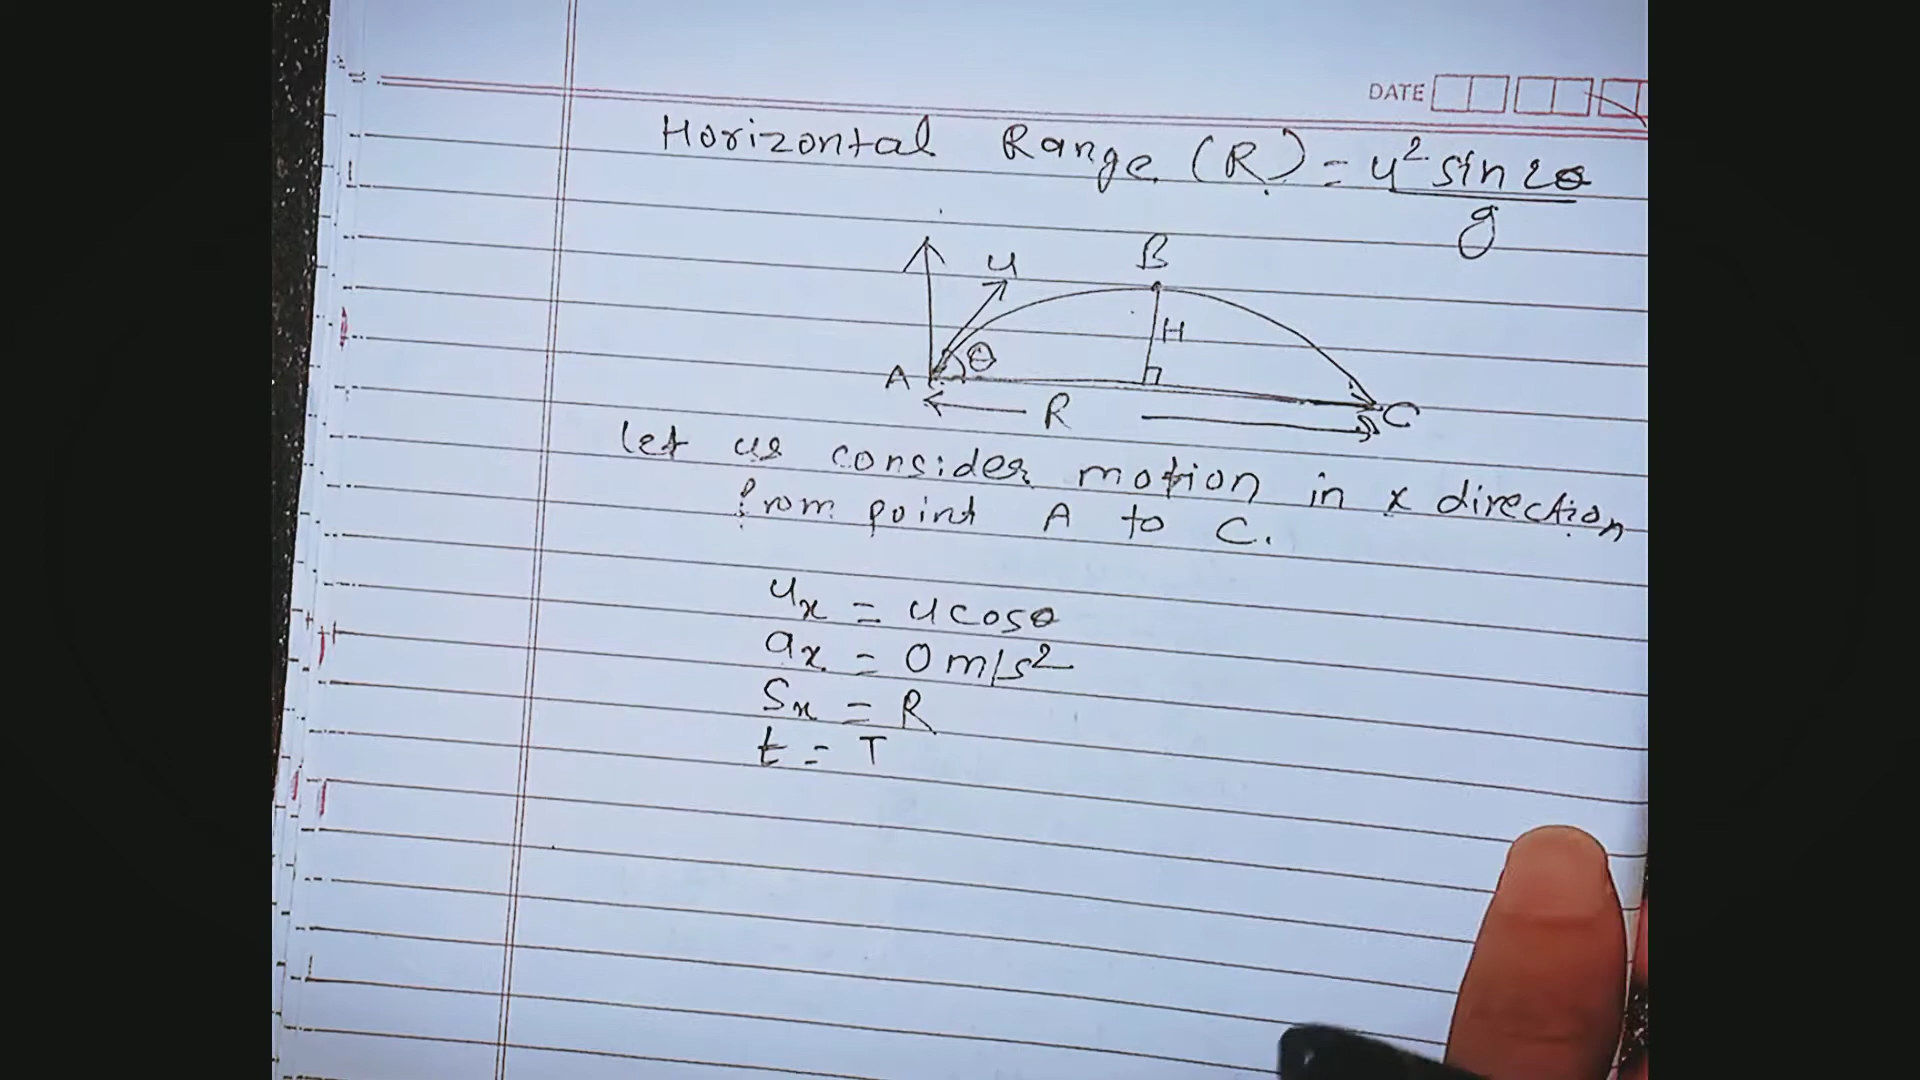 DATE
Horizontal Range (R) = u² sin 2θ / g
u
B
H
θ
A
R
C
Let us consider motion in x direction
from point A to C.
uₓ = u cosθ
aₓ = 0 m/s²
Sₓ = R
t = T